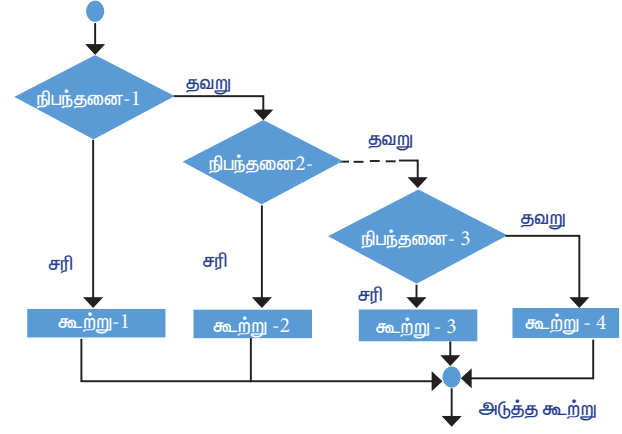 தவறு
நிபந்தனை-1
தவறு
நிபந்தனை2-
தவறு
நிபந்தனை- 3
சரி
சரி
சரி
கூற்று-1
கூற்று -2
கூற்று - 3
கூற்று - 4
அடுத்த கூற்று